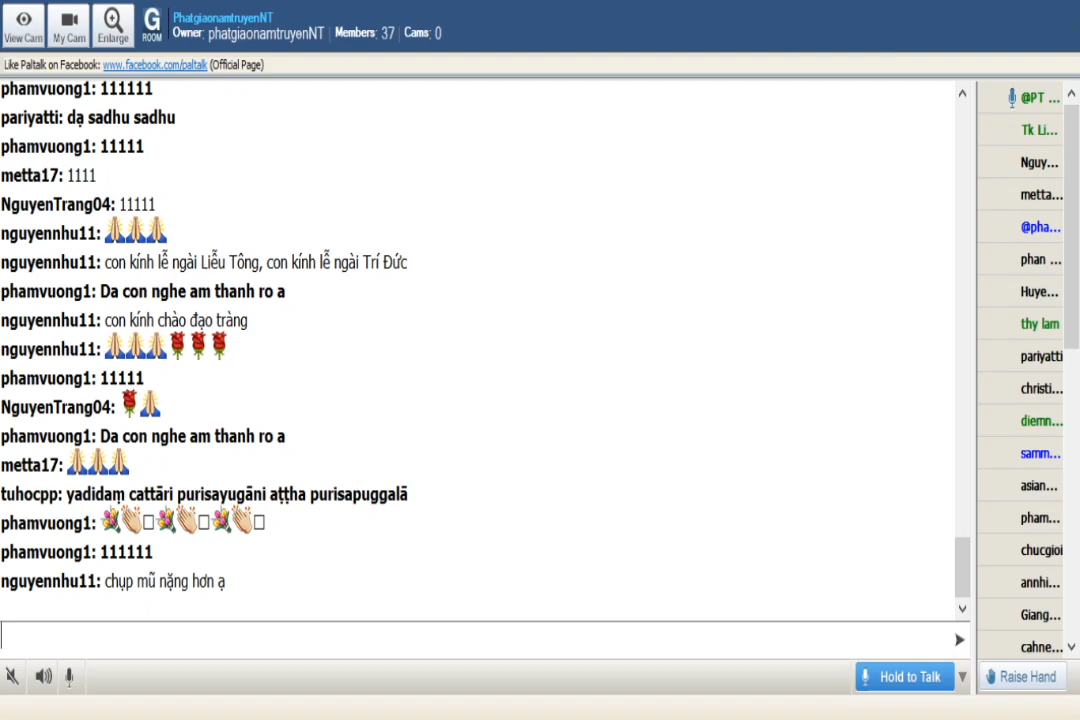 View Cam
My Cam
Enlarge
G
ROOM
PhatgiaonamtruyenNT
Owner: phatgiaonamtruyenNT | Members: 37 | Cams: 0
Like Paltalk on Facebook: www.facebook.com/paltalk (Official Page)
phamvuong1: 111111
pariyatti: dạ sadhu sadhu
phamvuong1: 11111
metta17: 1111
NguyenTrang04: 11111
nguyennhu11: 🙏🙏🙏
nguyennhu11: con kính lễ ngài Liễu Tông, con kính lễ ngài Trí Đức
phamvuong1: Da con nghe am thanh ro a
nguyennhu11: con kính chào đạo tràng
nguyennhu11: 🙏🙏🙏🌹🌹🌹
phamvuong1: 11111
NguyenTrang04: 🌹🙏
phamvuong1: Da con nghe am thanh ro a
metta17: 🙏🙏🙏
tuhocpp: yadidaṃ cattāri purisayugāni aṭṭha purisapuggalā
phamvuong1: 💐👏□💐👏□💐👏□
phamvuong1: 111111
nguyennhu11: chụp mũ nặng hơn ạ
Hold to Talk
@PT ...
Tk Li...
Nguy...
metta...
@pha...
phan ...
Huye...
thy lam
pariyatti
christi...
diemn...
samm...
asian...
pham...
chucgioi
annhi...
Giang...
cahne...
Raise Hand